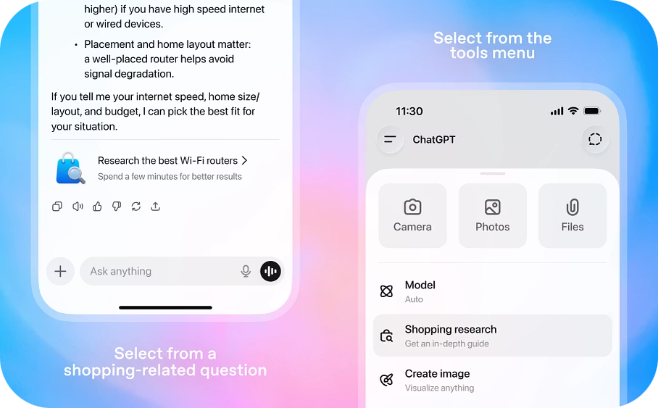 higher) if you have high speed internet
or wired devices.
• Placement and home layout matter:
a well-placed router helps avoid
signal degradation.
If you tell me your internet speed, home size/
layout, and budget, I can pick the best fit for
your situation.
Research the best Wi-Fi routers >
Spend a few minutes for better results
Ask anything
Select from a
shopping-related question
Select from the
tools menu
11:30
ChatGPT
Camera
Photos
Files
Model
Auto
Shopping research
Get an in-depth guide
Create image
Visualize anything